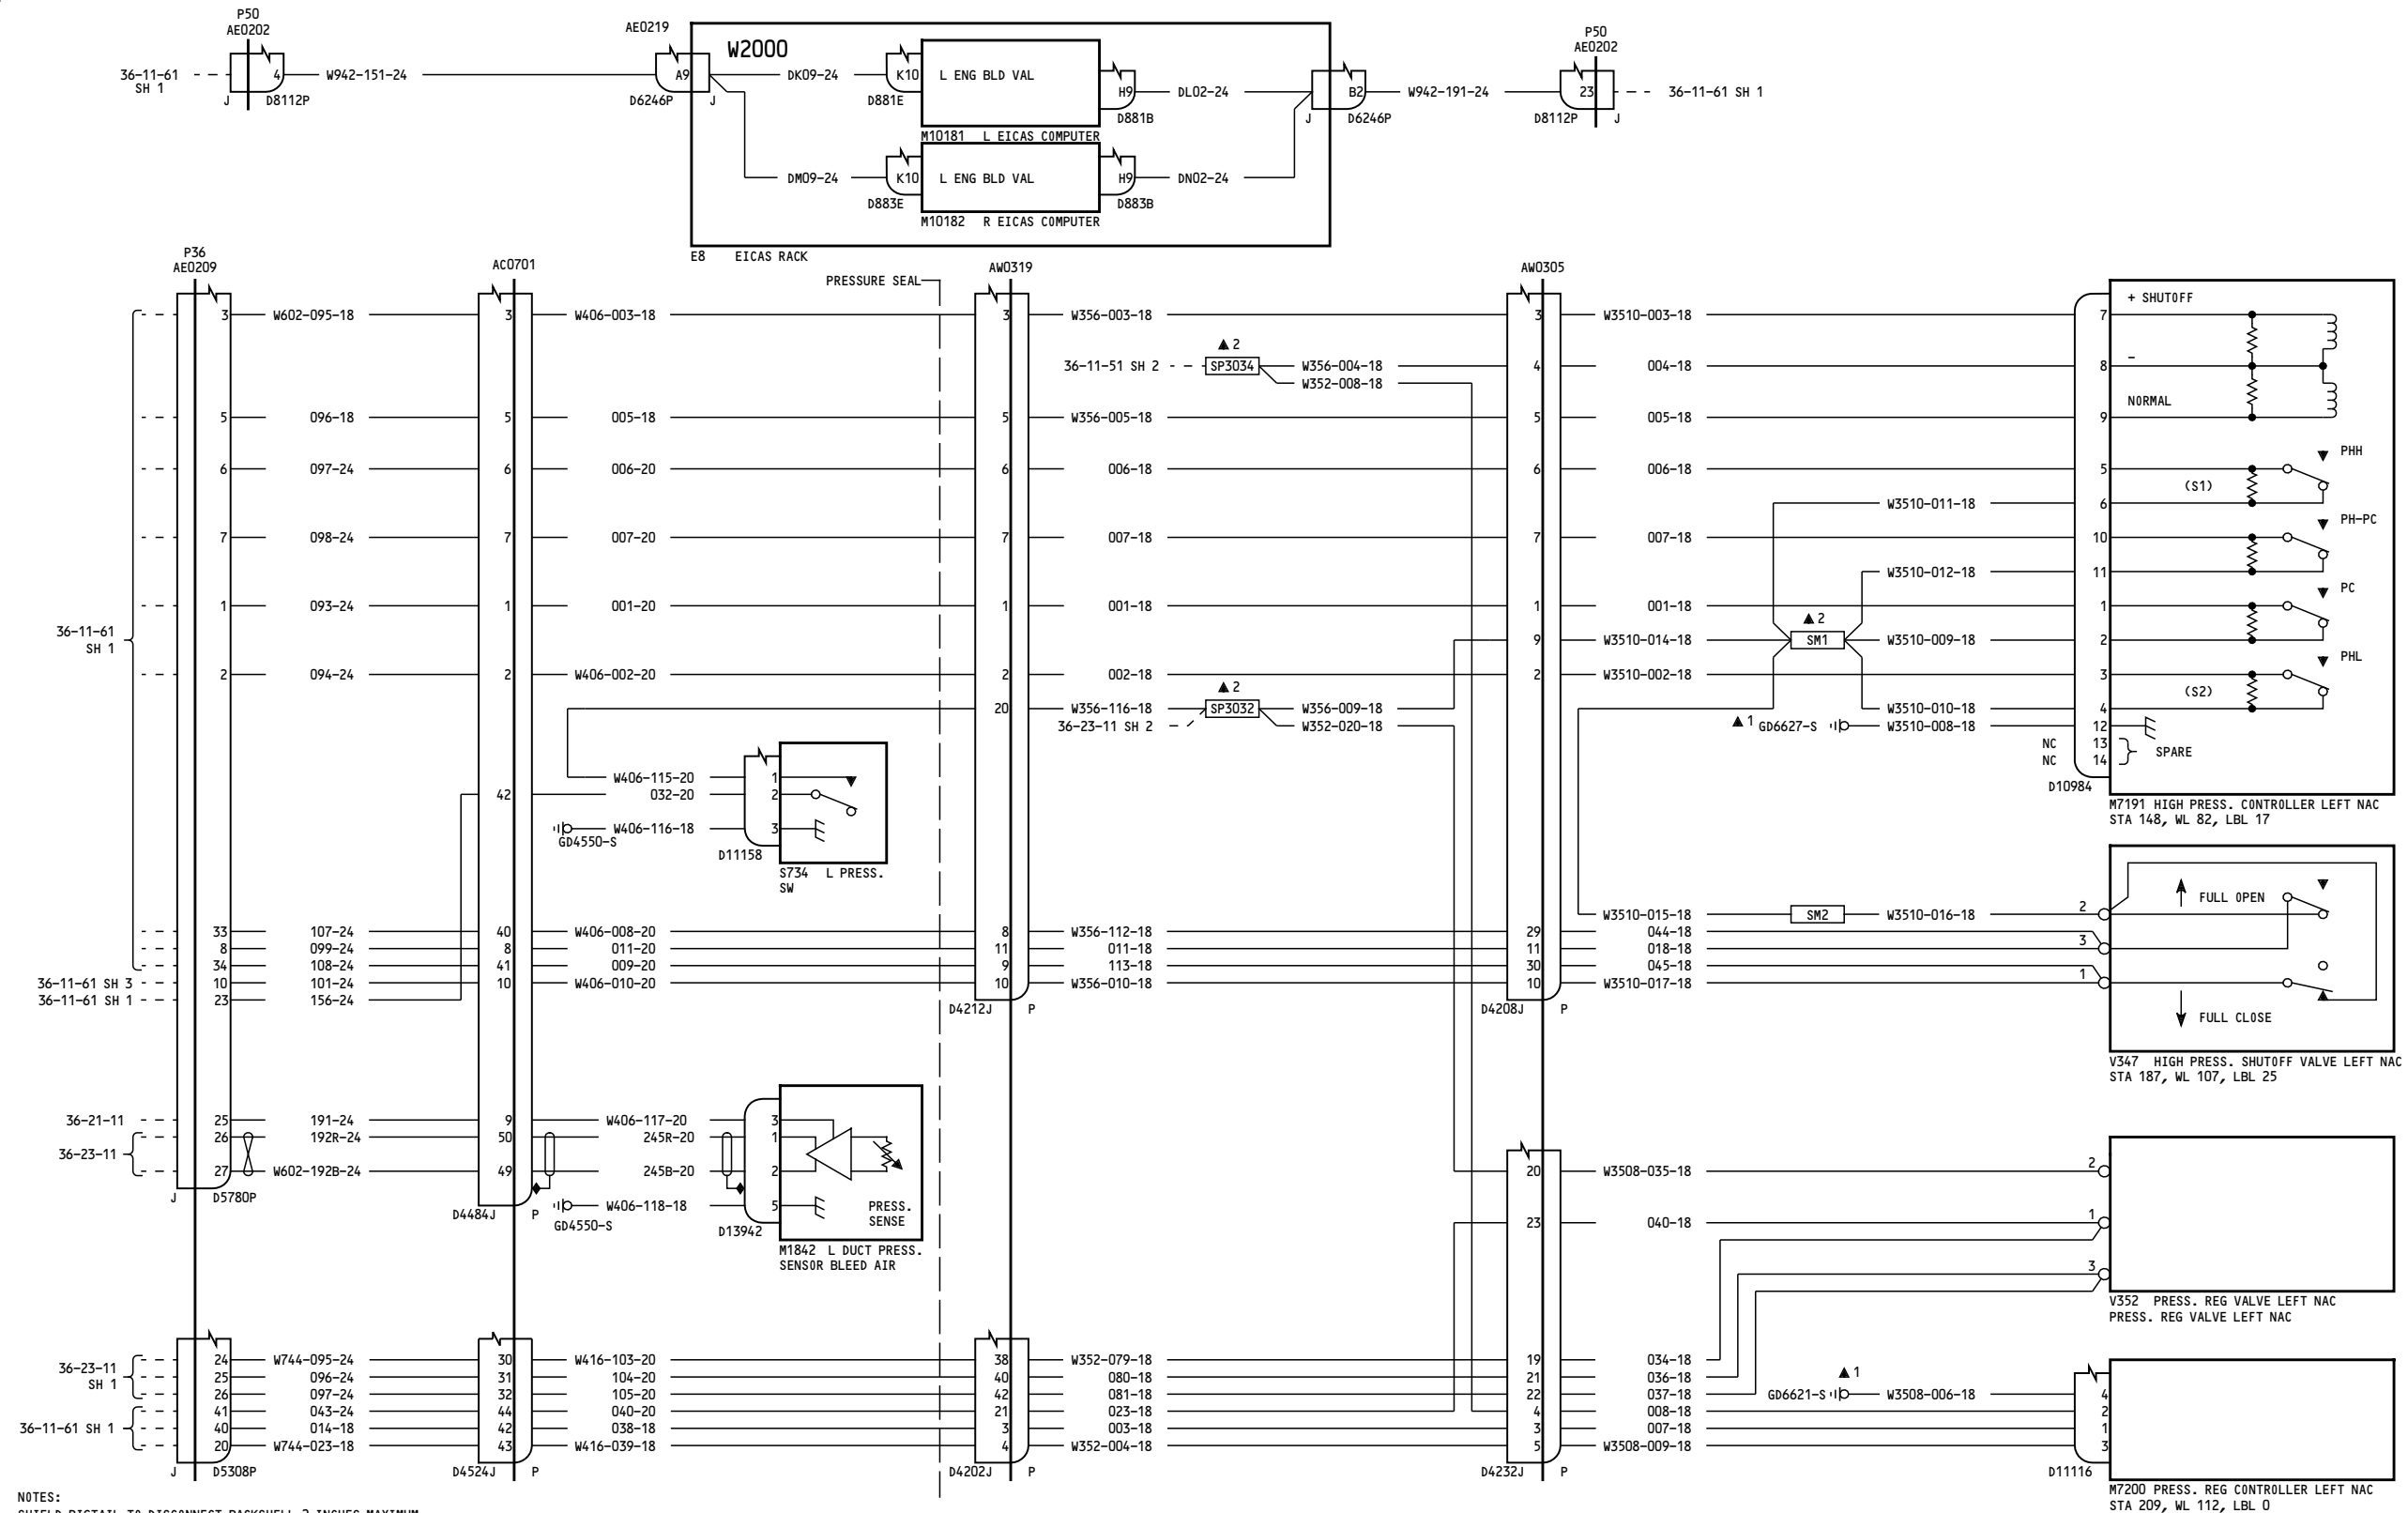 P50
AE0202
36-11-61
SH 1
4
J
D8112P
W942-151-24
AE0219
A9
D6246P
J
W2000
DK09-24
K10
D881E
L ENG BLD VAL
H9
D881B
M10181 L EICAS COMPUTER
DL02-24
DM09-24
K10
D883E
L ENG BLD VAL
H9
D883B
M10182 R EICAS COMPUTER
DN02-24
E8 EICAS RACK
J
B2
D6246P
W942-191-24
P50
AE0202
23
D8112P
J
36-11-61 SH 1
P36
AE0209
AC0701
PRESSURE SEAL
AW0319
AW0305
3 W602-095-18 3 W406-003-18 3 W356-003-18 3 W3510-003-18 7
+ SHUTOFF
▲ 2
36-11-51 SH 2 SP3034 W356-004-18 4 004-18 8
–
W352-008-18
5 096-18 5 005-18 5 W356-005-18 5 005-18 9
NORMAL
6 097-24 6 006-20 6 006-18 6 006-18 5
PHH
(S1)
W3510-011-18 6
7 098-24 7 007-20 7 007-18 7 007-18 10
PH-PC
W3510-012-18 11
1 093-24 1 001-20 1 001-18 1 001-18 1
PC
36-11-61
SH 1
▲ 2
9 W3510-014-18 SM1 W3510-009-18 2
2 094-24 2 W406-002-20 2 002-18 2 W3510-002-18 3
PHL
(S2)
▲ 2
20 W356-116-18 SP3032 W356-009-18
W3510-010-18 4
36-23-11 SH 2 W352-020-18
▲ 1 GD6627-S W3510-008-18 12
NC 13
NC 14
SPARE
D10984
M7191 HIGH PRESS. CONTROLLER LEFT NAC
STA 148, WL 82, LBL 17
W406-115-20 1
42 032-20 2
GD4550-S W406-116-18 3
D11158
S734 L PRESS.
SW
W3510-015-18 SM2 W3510-016-18 2
33 107-24 40 W406-008-20 8 W356-112-18 29 044-18
8 099-24 8 011-20 11 011-18 11 018-18 3
34 108-24 41 009-20 9 113-18 30 045-18
36-11-61 SH 3 10 101-24 10 W406-010-20 10 W356-010-18 10 W3510-017-18 1
36-11-61 SH 1 23 156-24
D4212J P
D4208J P
FULL OPEN
FULL CLOSE
V347 HIGH PRESS. SHUTOFF VALVE LEFT NAC
STA 187, WL 107, LBL 25
36-21-11 25 191-24 9 W406-117-20 3
26 192R-24 50 245R-20 1
36-23-11
27 W602-192B-24 49 245B-20 2
J D5780P
D4484J P
GD4550-S W406-118-18 5
D13942
PRESS.
SENSE
M1842 L DUCT PRESS.
SENSOR BLEED AIR
20 W3508-035-18 2
23 040-18 1
3
V352 PRESS. REG VALVE LEFT NAC
PRESS. REG VALVE LEFT NAC
36-23-11
SH 1
24 W744-095-24 30 W416-103-20 38 W352-079-18 19 034-18
25 096-24 31 104-20 40 080-18 21 036-18
▲ 1
26 097-24 32 105-20 42 081-18 22 037-18 GD6621-S W3508-006-18 4
41 043-24 44 040-20 21 023-18 4 008-18 2
36-11-61 SH 1
40 014-18 42 038-18 3 003-18 3 007-18 1
20 W744-023-18 43 W416-039-18 4 W352-004-18 5 W3508-009-18 3
J D5308P
D4524J P
D4202J P
D4232J P
D11116
M7200 PRESS. REG CONTROLLER LEFT NAC
STA 209, WL 112, LBL 0
NOTES: